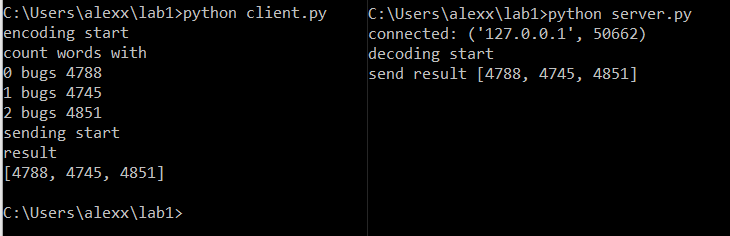 C:\Users\alexx\lab1>python client.py
encoding start
count words with
0 bugs 4788
1 bugs 4745
2 bugs 4851
sending start
result
[4788, 4745, 4851]
C:\Users\alexx\lab1>
C:\Users\alexx\lab1>python server.py
connected: ('127.0.0.1', 50662)
decoding start
send result [4788, 4745, 4851]